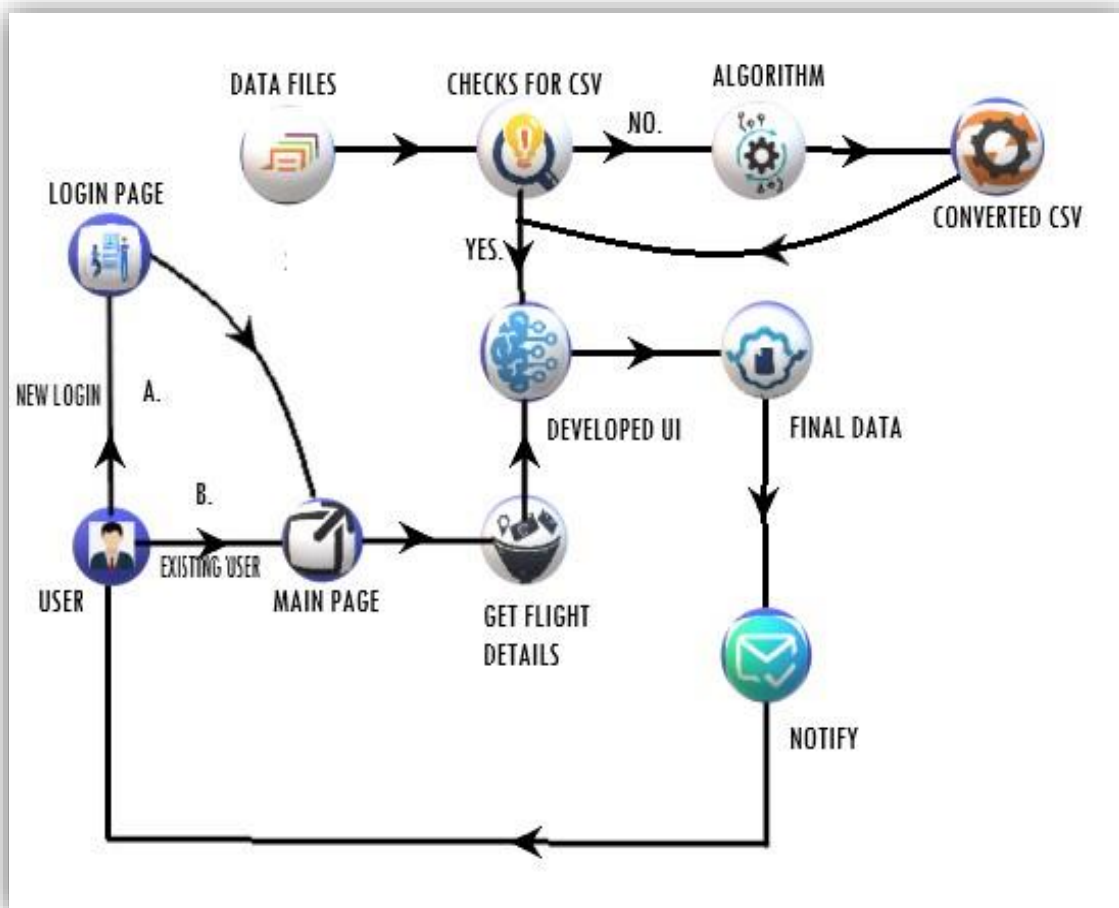 DATA FILES
CHECKS FOR CSV
ALGORITHM
NO.
LOGIN PAGE
CONVERTED CSV
YES.
NEW LOGIN
A.
DEVELOPED UI
FINAL DATA
B.
EXISTING USER
USER
MAIN PAGE
GET FLIGHT
DETAILS
NOTIFY